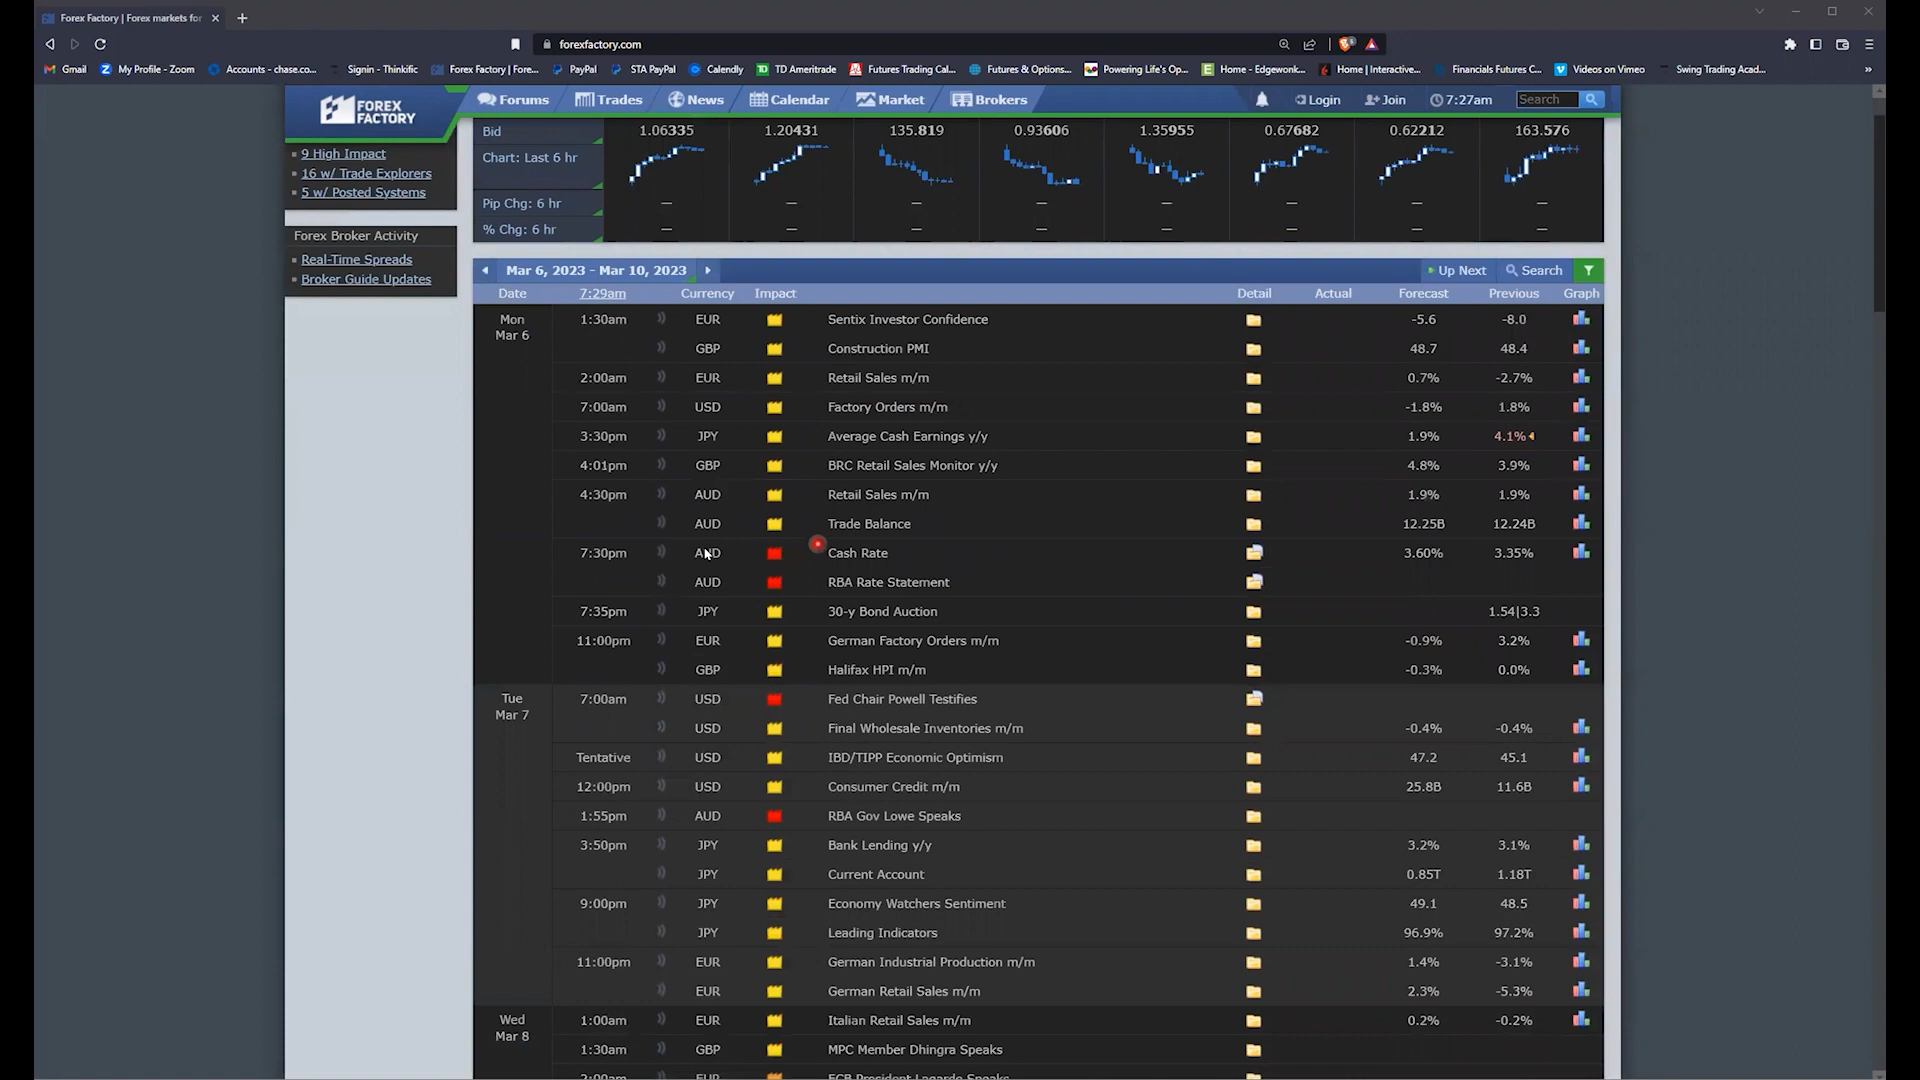 Forex Factory | Forex markets for
forexfactory.com
Gmail My Profile - Zoom Accounts - chase.co... Signin - Thinkific Forex Factory | Fore... PayPal STA PayPal Calendly TD Ameritrade Futures Trading Cal... Futures & Options... Powering Life's Op... Home - Edgewonk... Home | Interactive... Financials Futures C... Videos on Vimeo Swing Trading Acad... »
FOREX FACTORY Forums Trades News Calendar Market Brokers Login Join 7:27am Search
9 High Impact
16 w/ Trade Explorers
5 w/ Posted Systems
Forex Broker Activity
Real-Time Spreads
Broker Guide Updates
Bid 1.06335 1.20431 135.819 0.93606 1.35955 0.67682 0.62212 163.576
Chart: Last 6 hr
Pip Chg: 6 hr — — — — — — — —
% Chg: 6 hr — — — — — — — —
Mar 6, 2023 - Mar 10, 2023 Up Next Search
Date 7:29am Currency Impact Detail Actual Forecast Previous Graph
Mon Mar 6 1:30am EUR Sentix Investor Confidence -5.6 -8.0
GBP Construction PMI 48.7 48.4
2:00am EUR Retail Sales m/m 0.7% -2.7%
7:00am USD Factory Orders m/m -1.8% 1.8%
3:30pm JPY Average Cash Earnings y/y 1.9% 4.1%
4:01pm GBP BRC Retail Sales Monitor y/y 4.8% 3.9%
4:30pm AUD Retail Sales m/m 1.9% 1.9%
AUD Trade Balance 12.25B 12.24B
7:30pm AUD Cash Rate 3.60% 3.35%
AUD RBA Rate Statement
7:35pm JPY 30-y Bond Auction 1.54|3.3
11:00pm EUR German Factory Orders m/m -0.9% 3.2%
GBP Halifax HPI m/m -0.3% 0.0%
Tue Mar 7 7:00am USD Fed Chair Powell Testifies
USD Final Wholesale Inventories m/m -0.4% -0.4%
Tentative USD IBD/TIPP Economic Optimism 47.2 45.1
12:00pm USD Consumer Credit m/m 25.8B 11.6B
1:55pm AUD RBA Gov Lowe Speaks
3:50pm JPY Bank Lending y/y 3.2% 3.1%
JPY Current Account 0.85T 1.18T
9:00pm JPY Economy Watchers Sentiment 49.1 48.5
JPY Leading Indicators 96.9% 97.2%
11:00pm EUR German Industrial Production m/m 1.4% -3.1%
EUR German Retail Sales m/m 2.3% -5.3%
Wed Mar 8 1:00am EUR Italian Retail Sales m/m 0.2% -0.2%
1:30am GBP MPC Member Dhingra Speaks
2:00am EUR ECB President Lagarde Speaks